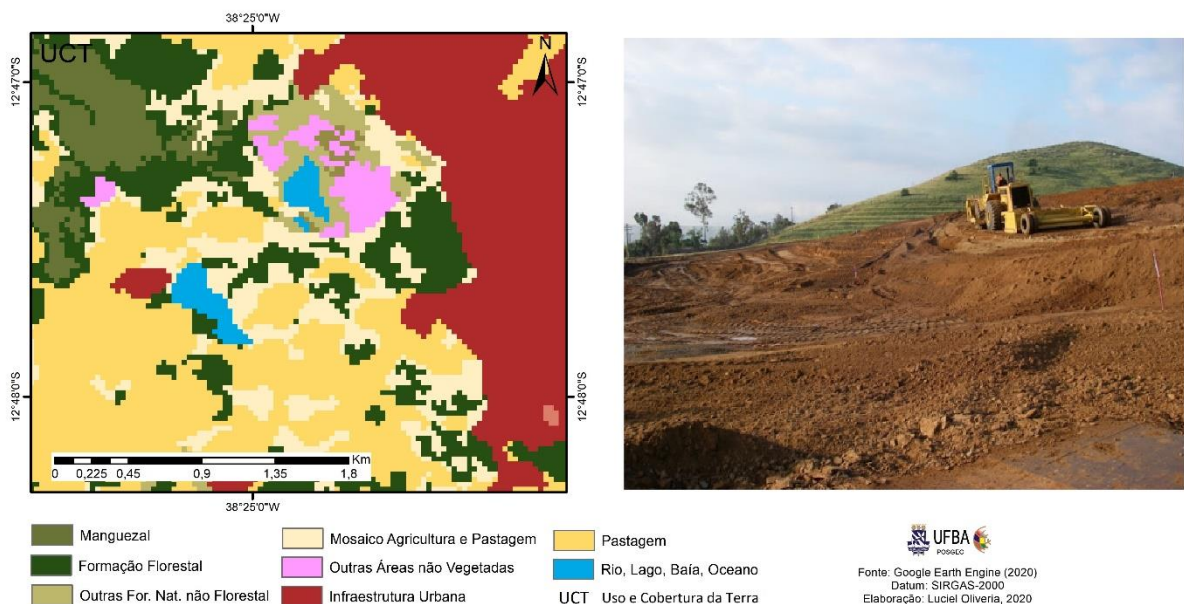 38°25'0"W
UCT
N
12°47'0"S
12°47'0"S
12°48'0"S
12°48'0"S
Km
0 0,225 0,45 0,9 1,35 1,8
38°25'0"W
Manguezal
Mosaico Agricultura e Pastagem
Pastagem
Formação Florestal
Outras Áreas não Vegetadas
Rio, Lago, Baía, Oceano
Outras For. Nat. não Florestal
Infraestrutura Urbana
UCT Uso e Cobertura da Terra
UFBA
POSGEO
Fonte: Google Earth Engine (2020)
Datum: SIRGAS-2000
Elaboração: Luciel Oliveria, 2020